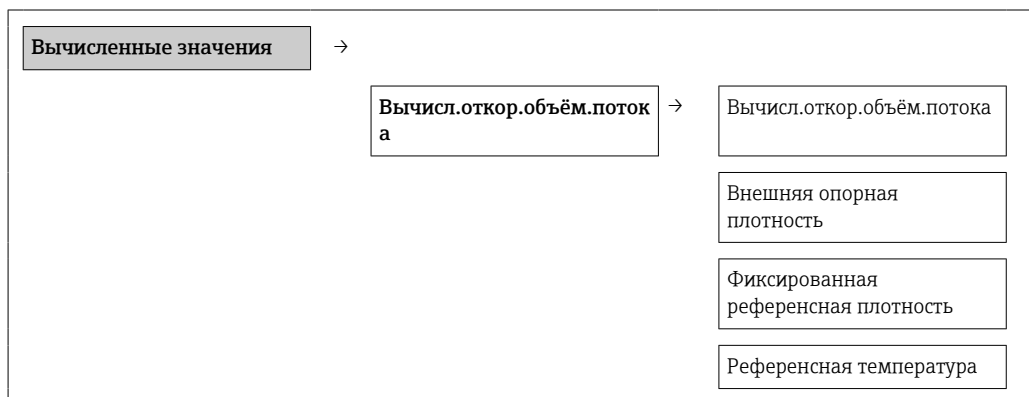 Вычисленные значения →
Вычисл.откор.объём.поток → Вычисл.откор.объём.потока
а
Внешняя опорная
плотность
Фиксированная
референсная плотность
Референсная температура